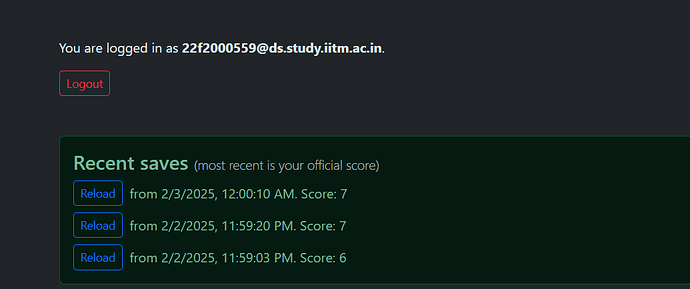 You are logged in as 22f2000559@ds.study.iitm.ac.in.
Logout
Recent saves (most recent is your official score)
Reload from 2/3/2025, 12:00:10 AM. Score: 7
Reload from 2/2/2025, 11:59:20 PM. Score: 7
Reload from 2/2/2025, 11:59:03 PM. Score: 6